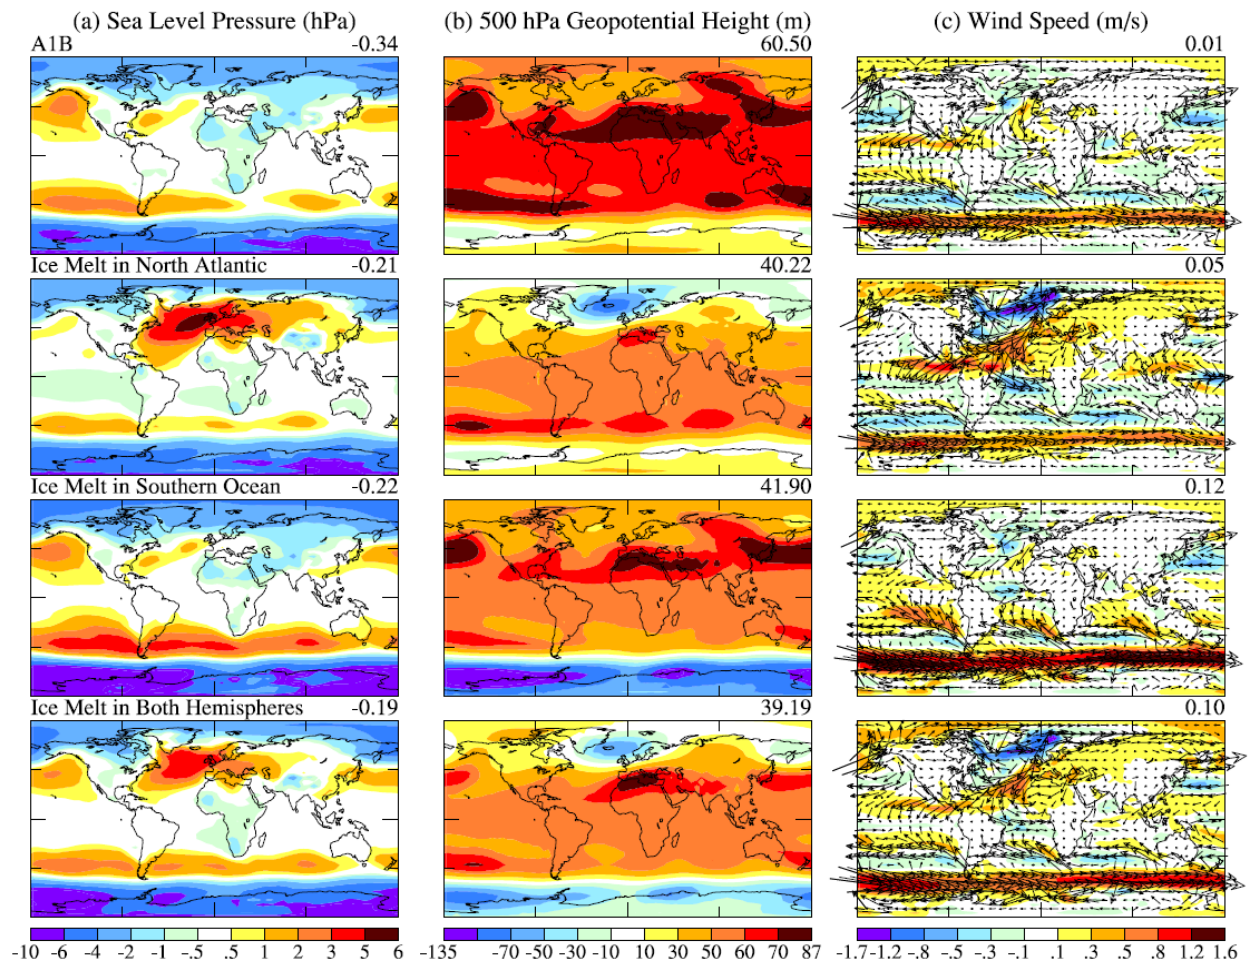 (a) Sea Level Pressure (hPa) (b) 500 hPa Geopotential Height (m) (c) Wind Speed (m/s)
A1B -0.34 60.50 0.01
Ice Melt in North Atlantic -0.21 40.22 0.05
Ice Melt in Southern Ocean -0.22 41.90 0.12
Ice Melt in Both Hemispheres -0.19 39.19 0.10
-10 -6 -4 -2 -1 -.5 .5 1 2 3 5 6 -135 -70 -50 -30 -10 10 30 50 60 70 87 -1.7 -1.2 -.8 -.5 -.3 -.1 .1 .3 .5 .8 1.2 1.6